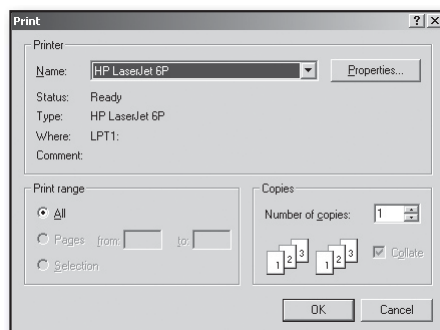 Print
Printer
Name: HP LaserJet 6P Properties...
Status: Ready
Type: HP LaserJet 6P
Where: LPT1:
Comment:
Print range
All
Pages from: to:
Selection
Copies
Number of copies: 1
1 2 3 1 2 3
Collate
OK Cancel